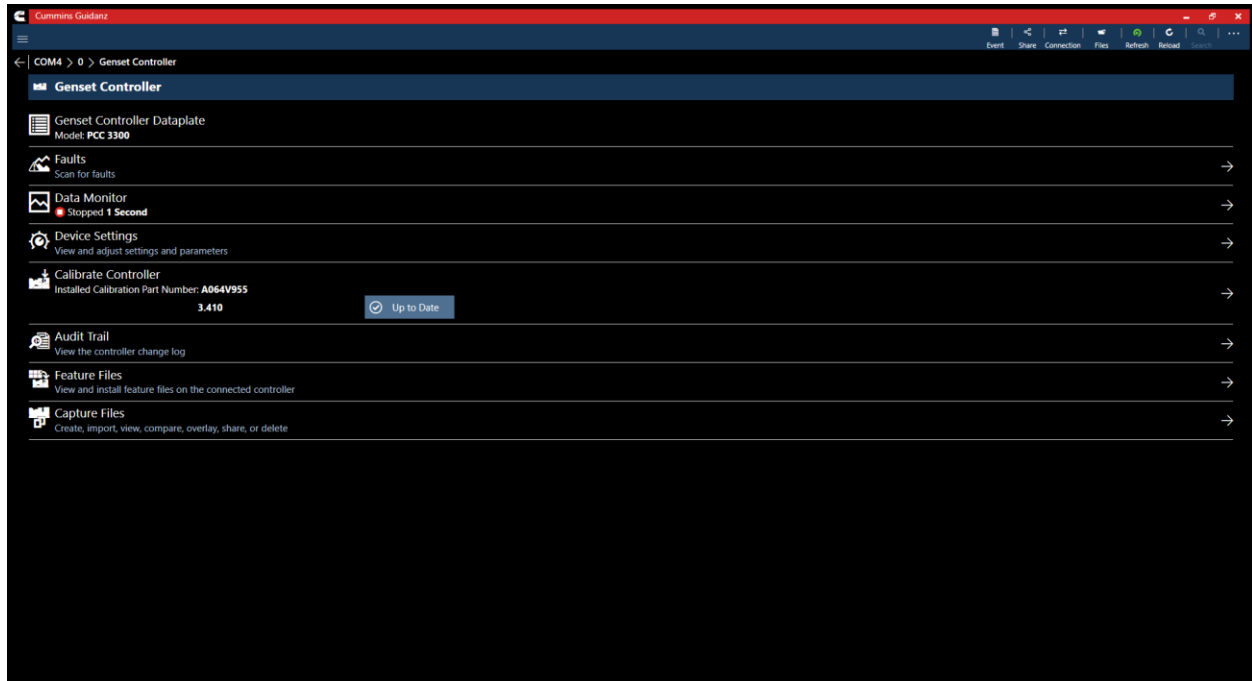 Cummins Guidanz
Event Share Connection Files Refresh Reload Search
COM4 > 0 > Genset Controller
Genset Controller
Genset Controller Dataplate
Model: PCC 3300
Faults
Scan for faults
Data Monitor
Stopped 1 Second
Device Settings
View and adjust settings and parameters
Calibrate Controller
Installed Calibration Part Number: A064V955
3.410 Up to Date
Audit Trail
View the controller change log
Feature Files
View and install feature files on the connected controller
Capture Files
Create, import, view, compare, overlay, share, or delete